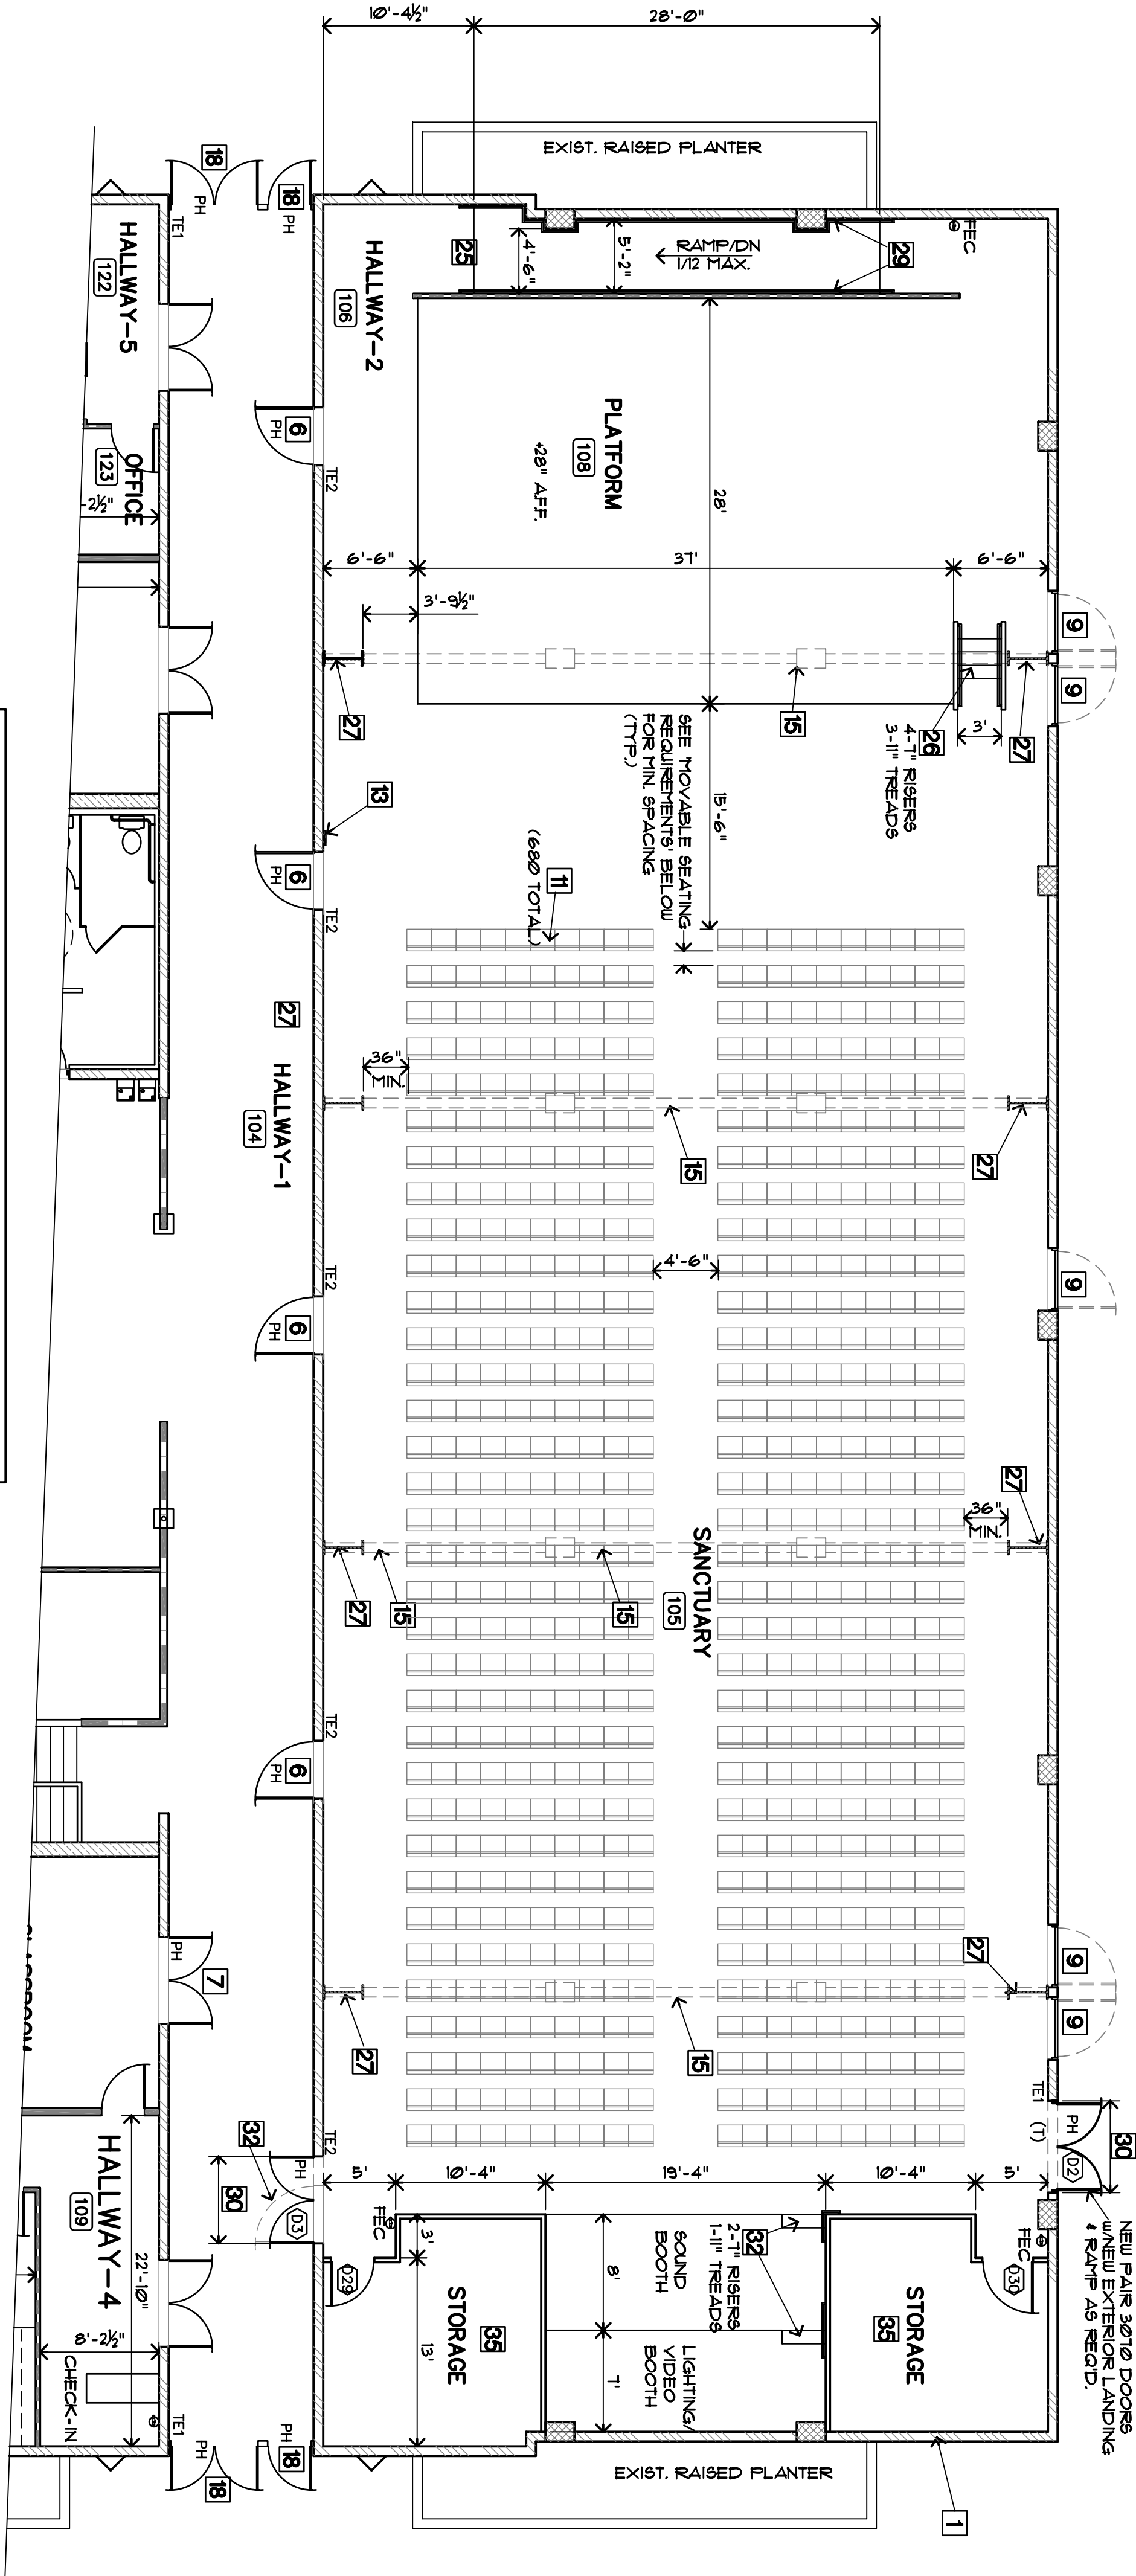 10'-4½"
28'-0"
EXIST. RAISED PLANTER
18
PH
TE1
18
PH
HALLWAY-5
122
HALLWAY-2
106
25
4'-6"
5'-2"
RAMP/DN
1/12 MAX.
29
FEC
OFFICE
123
-2½"
6
PH
TE2
PLATFORM
108
+28" A.F.F.
28'
6'-6"
37'
6'-6"
3'-9½"
9
9
27
15
26
27
3'
4-7" RISERS
3-11" TREADS
SEE 'MOVABLE SEATING
REQUIREMENTS' BELOW
FOR MIN. SPACING
(TYP.)
15'-6"
13
6
PH
TE2
11
(680 TOTAL)
27
HALLWAY-1
104
36"
MIN.
15
27
4'-6"
TE2
6
PH
9
SANCTUARY
105
36"
MIN.
27
27
15
15
TE2
6
PH
7
PH
27
15
27
9
9
TE1
PH
(T)
D2
30
NEW PAIR 3070 DOORS
W/NEW EXTERIOR LANDING
& RAMP AS REQ'D.
HALLWAY-4
109
22'-10"
8'-2½"
CHECK-IN
TE1
32
30
TE2
PH
D3
5'
10'-4"
19'-4"
10'-4"
5'
FEC
3'
D29
STORAGE
35
13'
8'
SOUND
BOOTH
2-7" RISERS
1-11" TREADS
32
7'
LIGHTING/
VIDEO
BOOTH
STORAGE
35
FEC
D30
PH
18
PH
18
EXIST. RAISED PLANTER
1